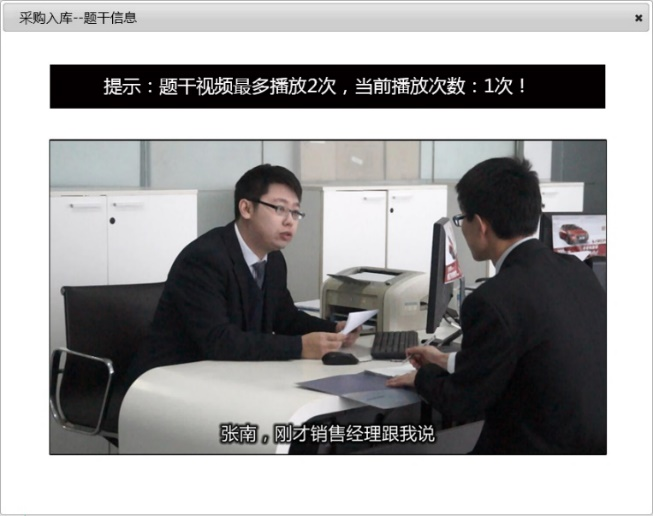 采购入库--题干信息
提示：题干视频最多播放2次，当前播放次数：1次！
张南，刚才销售经理跟我说